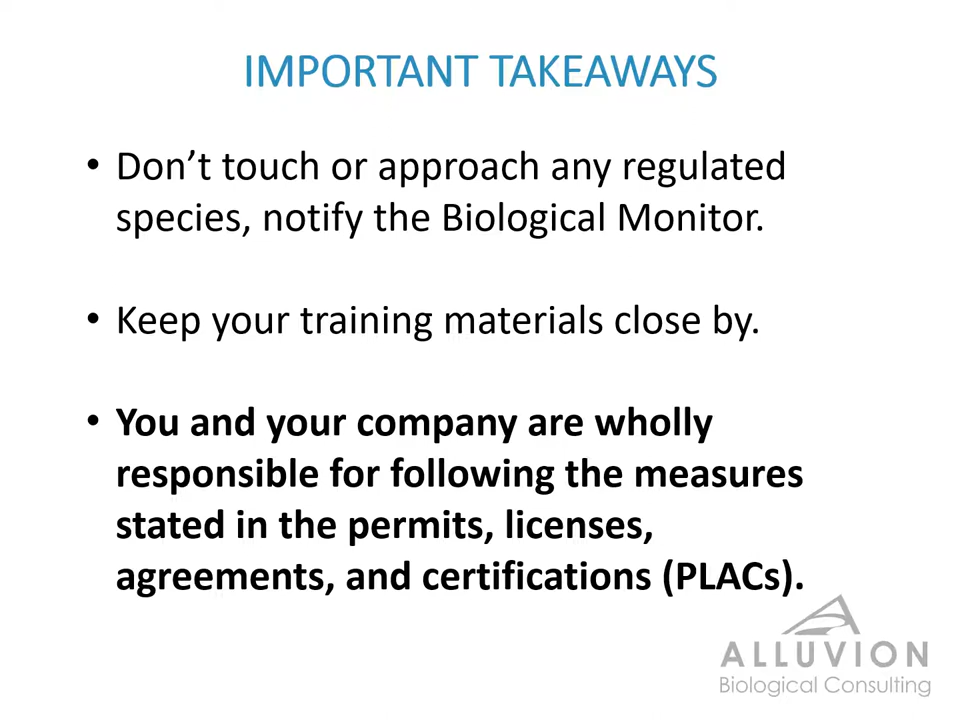 IMPORTANT TAKEAWAYS
• Don’t touch or approach any regulated
species, notify the Biological Monitor.
• Keep your training materials close by.
• You and your company are wholly
responsible for following the measures
stated in the permits, licenses,
agreements, and certifications (PLACs).
ALLUVION
Biological Consulting